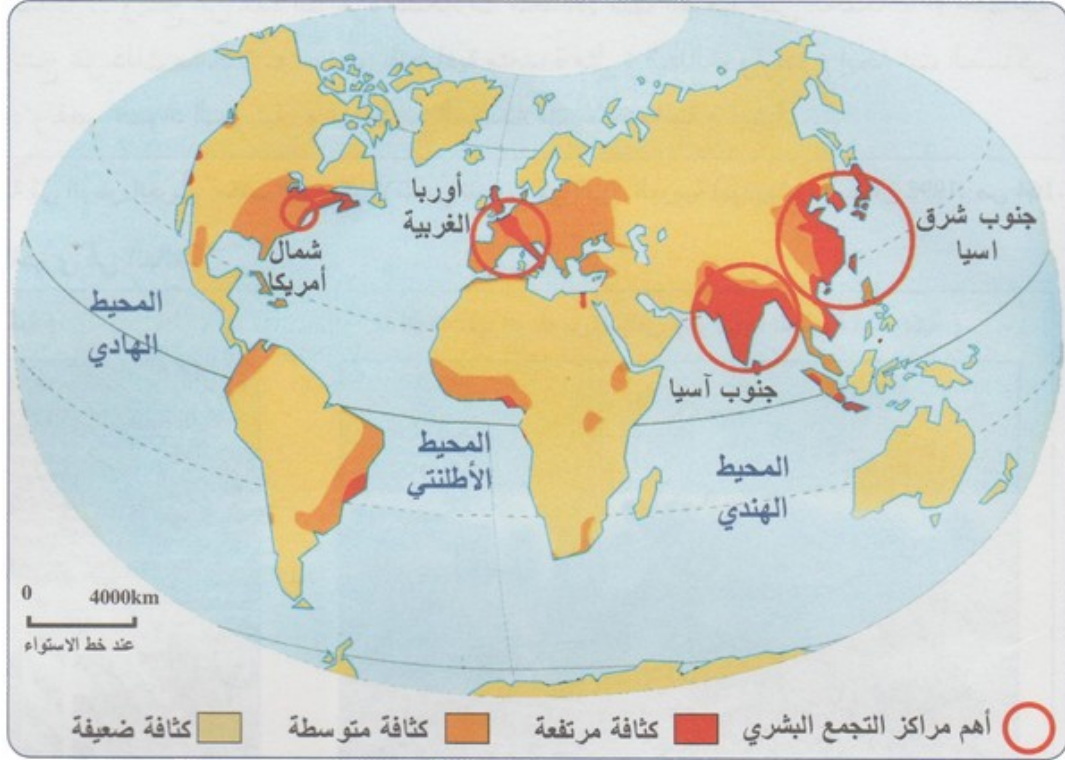 أوربا
الغربية
جنوب شرق
اسيا
شمال
أمريكا
المحيط
الهادي
جنوب آسيا
المحيط
الأطلنتي
المحيط
الهندي
0 4000km
عند خط الاستواء
أهم مراكز التجمع البشري
كثافة مرتفعة
كثافة متوسطة
كثافة ضعيفة